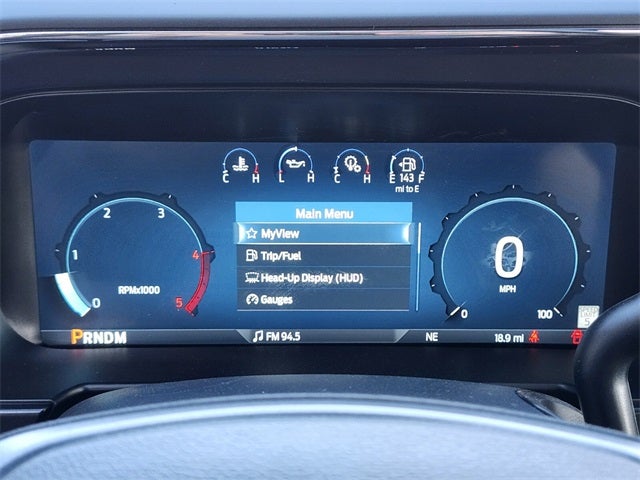 C H L H C H E 143 F
mi to E
Main Menu
MyView
Trip/Fuel
Head-Up Display (HUD)
Gauges
0 1 2 3 4 5
RPMx1000
0
MPH
0 100
PRNDM
FM 94.5
NE
18.9 mi